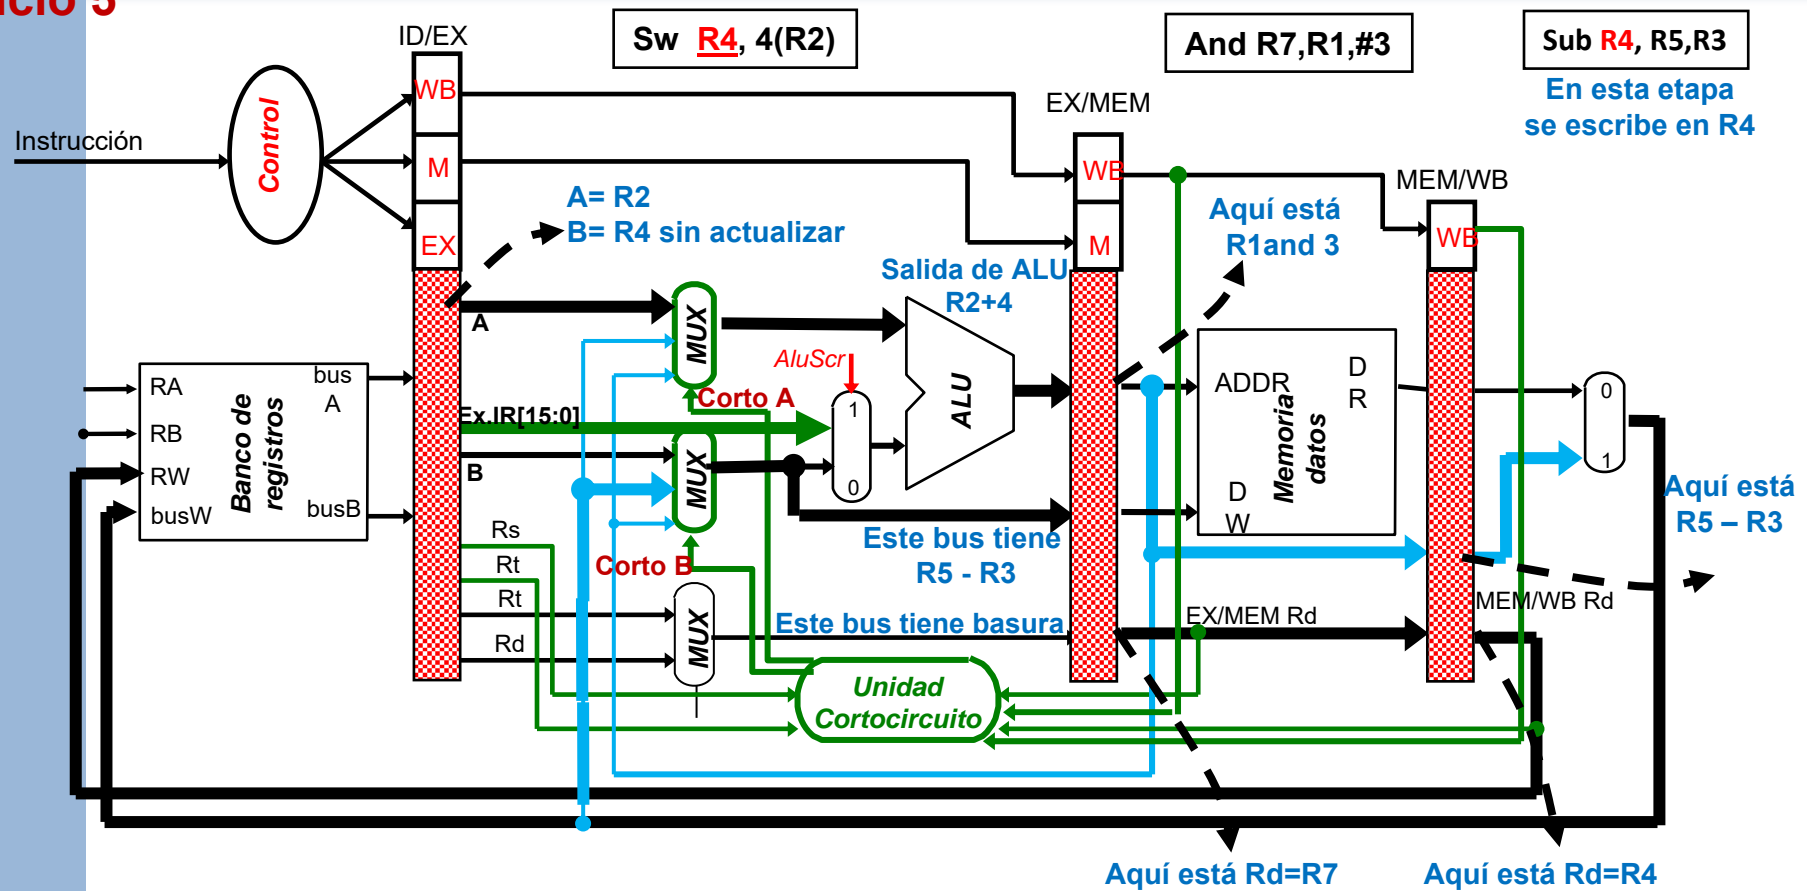 cicio 5
ID/EX
Sw R4, 4(R2)
And R7,R1,#3
Sub R4, R5,R3
En esta etapa
se escribe en R4
WB
EX/MEM
Instrucción
Control
M
WB
MEM/WB
A= R2
B= R4 sin actualizar
Aquí está
R1and 3
EX
M
WB
Salida de ALU
R2+4
A
MUX
AluScr
D
R
bus
A
RA
ADDR
0
Corto A
1
ALU
Ex.IR[15:0]
RB
Banco de
registros
Memoria
datos
B
MUX
1
RW
0
D
W
Aquí está
R5 – R3
busW
busB
Rs
Este bus tiene
R5 - R3
Rt
Corto B
Rt
MEM/WB Rd
EX/MEM Rd
Este bus tiene basura
Rd
MUX
Unidad
Cortocircuito
Aquí está Rd=R7
Aquí está Rd=R4